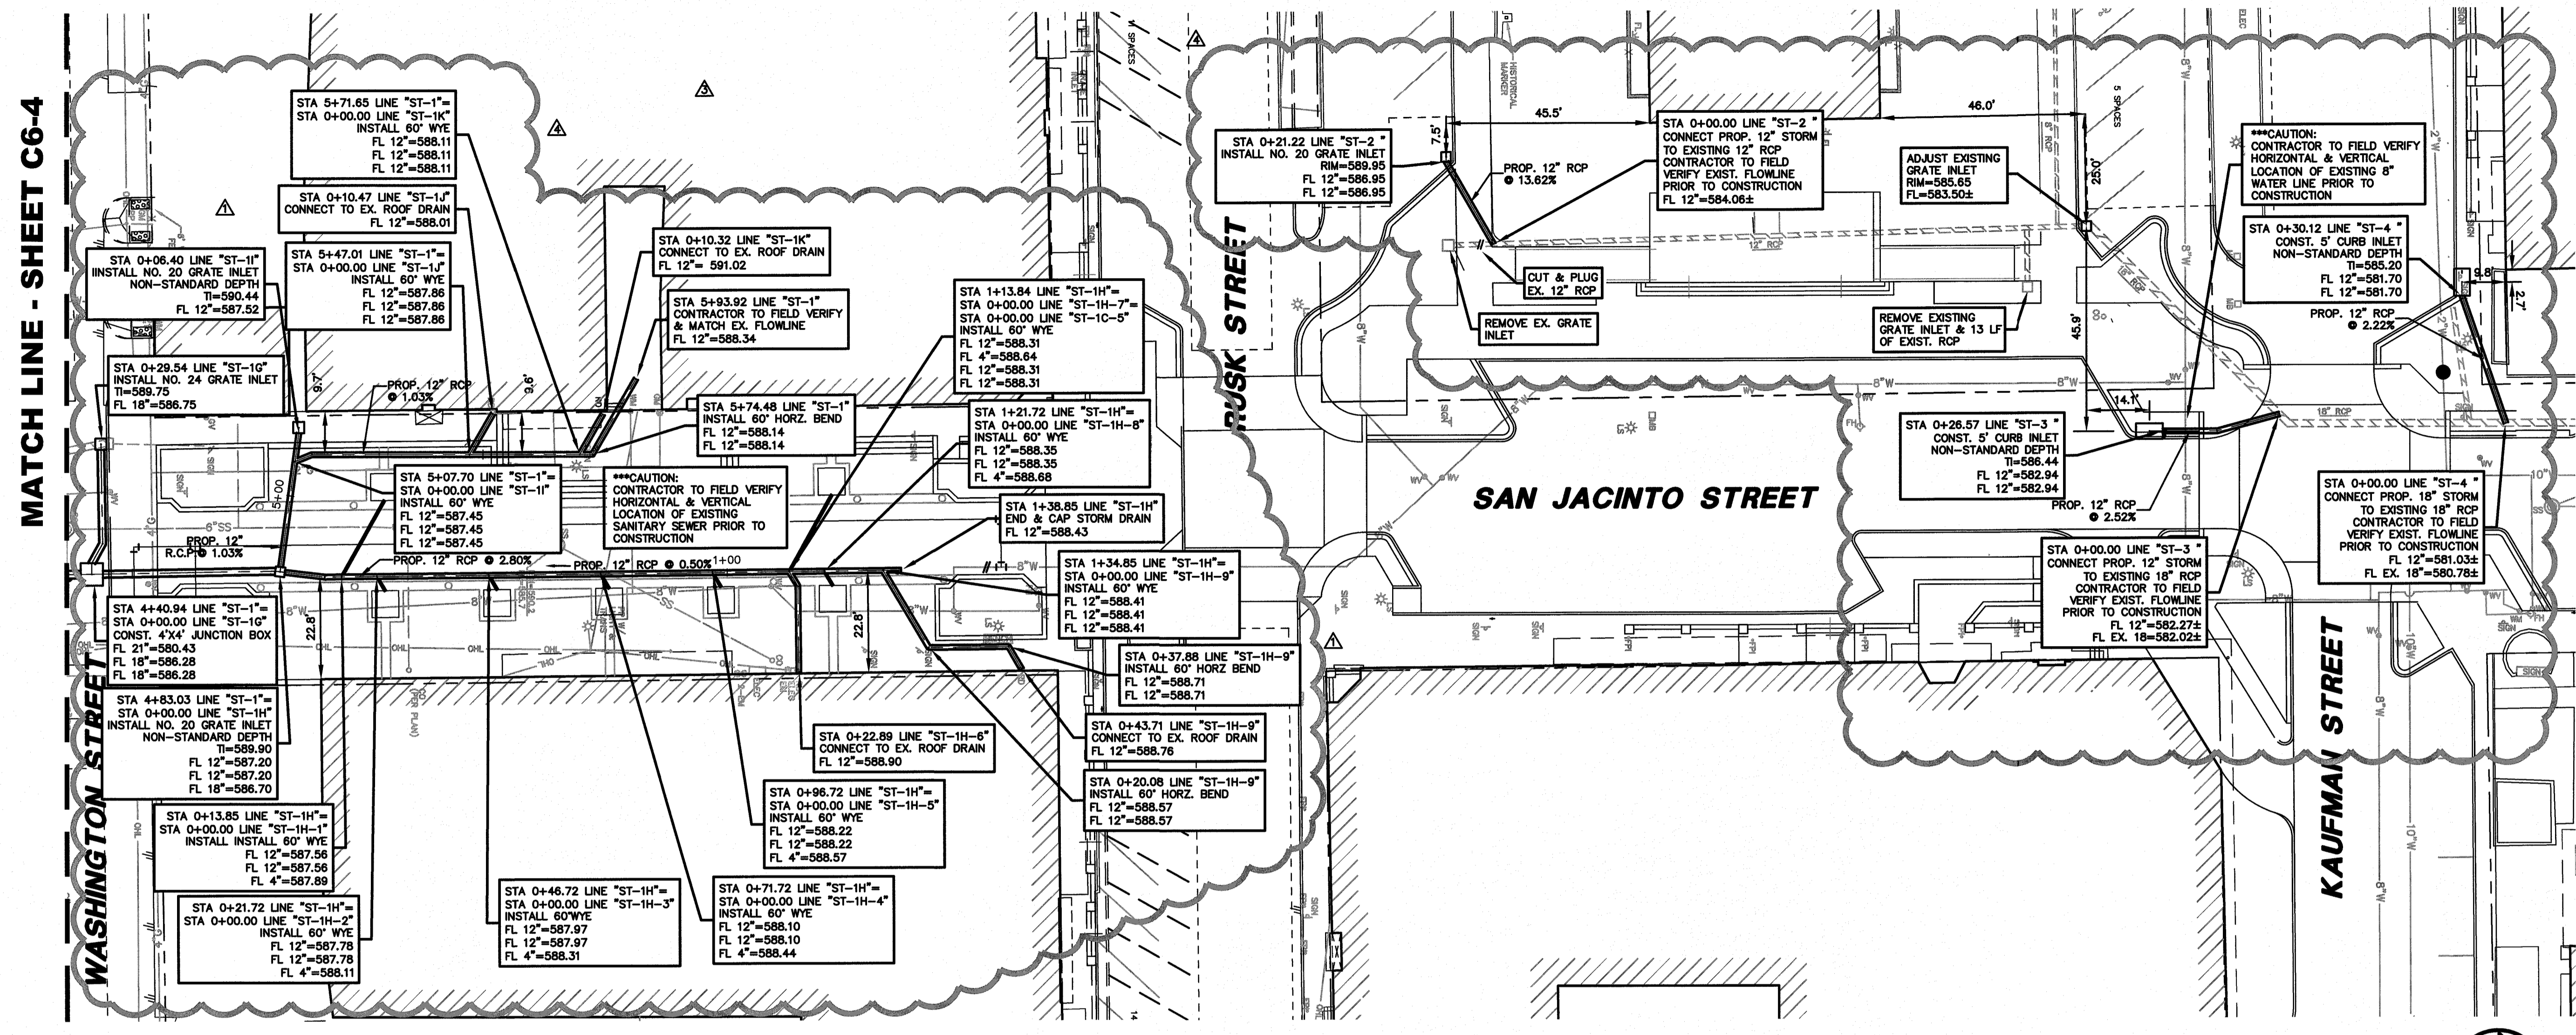 MATCH LINE - SHEET C6-4
STA 5+71.65 LINE "ST-1"=
STA 0+00.00 LINE "ST-1K"
INSTALL 60° WYE
FL 12"=588.11
FL 12"=588.11
FL 12"=588.11
STA 0+10.47 LINE "ST-1J"
CONNECT TO EX. ROOF DRAIN
FL 12"=588.01
STA 0+06.40 LINE "ST-1I"
IINSTALL NO. 20 GRATE INLET
NON-STANDARD DEPTH
TI=590.44
FL 12"=587.52
STA 5+47.01 LINE "ST-1"=
STA 0+00.00 LINE "ST-1J"
INSTALL 60° WYE
FL 12"=587.86
FL 12"=587.86
FL 12"=587.86
STA 0+29.54 LINE "ST-1G"
INSTALL NO. 24 GRATE INLET
TI=589.75
FL 18"=586.75
STA 0+10.32 LINE "ST-1K"
CONNECT TO EX. ROOF DRAIN
FL 12"= 591.02
STA 5+93.92 LINE "ST-1"
CONTRACTOR TO FIELD VERIFY
& MATCH EX. FLOWLINE
FL 12"=588.34
9.7'
PROP. 12" RCP
@ 1.03%
9.6'
STA 5+74.48 LINE "ST-1"
INSTALL 60° HORZ. BEND
FL 12"=588.14
FL 12"=588.14
STA 1+13.84 LINE "ST-1H"=
STA 0+00.00 LINE "ST-1H-7"=
STA 0+00.00 LINE "ST-1C-5"
INSTALL 60° WYE
FL 12"=588.31
FL 4"=588.64
FL 12"=588.31
FL 12"=588.31
STA 1+21.72 LINE "ST-1H"=
STA 0+00.00 LINE "ST-1H-8"
INSTALL 60° WYE
FL 12"=588.35
FL 12"=588.35
FL 4"=588.68
STA 5+07.70 LINE "ST-1"=
STA 0+00.00 LINE "ST-1I"
INSTALL 60° WYE
FL 12"=587.45
FL 12"=587.45
FL 12"=587.45
***CAUTION:
CONTRACTOR TO FIELD VERIFY
HORIZONTAL & VERTICAL
LOCATION OF EXISTING
SANITARY SEWER PRIOR TO
CONSTRUCTION
STA 1+38.85 LINE "ST-1H"
END & CAP STORM DRAIN
FL 12"=588.43
5+00
6"SS
PROP. 12"
R.C.P @ 1.03%
PROP. 12" RCP @ 2.80%
PROP. 12" RCP @ 0.50%
1+00
STA 1+34.85 LINE "ST-1H"=
STA 0+00.00 LINE "ST-1H-9"
INSTALL 60° WYE
FL 12"=588.41
FL 12"=588.41
FL 12"=588.41
STA 4+40.94 LINE "ST-1"=
STA 0+00.00 LINE "ST-1G"
CONST. 4'X4' JUNCTION BOX
FL 21"=580.43
FL 18"=586.28
FL 18"=586.28
22.8'
22.8'
STA 0+37.88 LINE "ST-1H-9"
INSTALL 60° HORZ BEND
FL 12"=588.71
FL 12"=588.71
STA 4+83.03 LINE "ST-1"=
STA 0+00.00 LINE "ST-1H"
INSTALL NO. 20 GRATE INLET
NON-STANDARD DEPTH
TI=589.90
FL 12"=587.20
FL 12"=587.20
FL 18"=586.70
STA 0+43.71 LINE "ST-1H-9"
CONNECT TO EX. ROOF DRAIN
FL 12"=588.76
STA 0+22.89 LINE "ST-1H-6"
CONNECT TO EX. ROOF DRAIN
FL 12"=588.90
STA 0+20.08 LINE "ST-1H-9"
INSTALL 60° HORZ. BEND
FL 12"=588.57
FL 12"=588.57
STA 0+96.72 LINE "ST-1H"=
STA 0+00.00 LINE "ST-1H-5"
INSTALL 60° WYE
FL 12"=588.22
FL 12"=588.22
FL 4"=588.57
STA 0+13.85 LINE "ST-1H"=
STA 0+00.00 LINE "ST-1H-1"
INSTALL INSTALL 60° WYE
FL 12"=587.56
FL 12"=587.56
FL 4"=587.89
STA 0+21.72 LINE "ST-1H"=
STA 0+00.00 LINE "ST-1H-2"
INSTALL 60° WYE
FL 12"=587.78
FL 12"=587.78
FL 4"=588.11
STA 0+46.72 LINE "ST-1H"=
STA 0+00.00 LINE "ST-1H-3"
INSTALL 60°WYE
FL 12"=587.97
FL 12"=587.97
FL 4"=588.31
STA 0+71.72 LINE "ST-1H"=
STA 0+00.00 LINE "ST-1H-4"
INSTALL 60° WYE
FL 12"=588.10
FL 12"=588.10
FL 4"=588.44
WASHINGTON STREET
RUSK STREET
SAN JACINTO STREET
KAUFMAN STREET
11 SPACES
HISTORICAL
MARKER
STA 0+21.22 LINE "ST-2 "
INSTALL NO. 20 GRATE INLET
RIM=589.95
FL 12"=586.95
FL 12"=586.95
7.5'
45.5'
PROP. 12" RCP
@ 13.62%
STA 0+00.00 LINE "ST-2 "
CONNECT PROP. 12" STORM
TO EXISTING 12" RCP
CONTRACTOR TO FIELD
VERIFY EXIST. FLOWLINE
PRIOR TO CONSTRUCTION
FL 12"=584.06±
46.0'
ADJUST EXISTING
GRATE INLET
RIM=585.65
FL=583.50±
25.0'
5 SPACES
***CAUTION:
CONTRACTOR TO FIELD VERIFY
HORIZONTAL & VERTICAL
LOCATION OF EXISTING 8"
WATER LINE PRIOR TO
CONSTRUCTION
STA 0+30.12 LINE "ST-4 "
CONST. 5' CURB INLET
NON-STANDARD DEPTH
TI=585.20
FL 12"=581.70
FL 12"=581.70
9.8'
2.7'
PROP. 12" RCP
@ 2.22%
12" RCP
CUT & PLUG
EX. 12" RCP
REMOVE EX. GRATE
INLET
REMOVE EXISTING
GRATE INLET & 13 LF
OF EXIST. RCP
45.9'
18" RCP
14.1'
18" RCP
STA 0+26.57 LINE "ST-3 "
CONST. 5' CURB INLET
NON-STANDARD DEPTH
TI=586.44
FL 12"=582.94
FL 12"=582.94
PROP. 12" RCP
@ 2.52%
STA 0+00.00 LINE "ST-4 "
CONNECT PROP. 18" STORM
TO EXISTING 18" RCP
CONTRACTOR TO FIELD
VERIFY EXIST. FLOWLINE
PRIOR TO CONSTRUCTION
FL 12"=581.03±
FL EX. 18"=580.78±
STA 0+00.00 LINE "ST-3 "
CONNECT PROP. 12" STORM
TO EXISTING 18" RCP
CONTRACTOR TO FIELD
VERIFY EXIST. FLOWLINE
PRIOR TO CONSTRUCTION
FL 12"=582.27±
FL EX. 18=582.02±